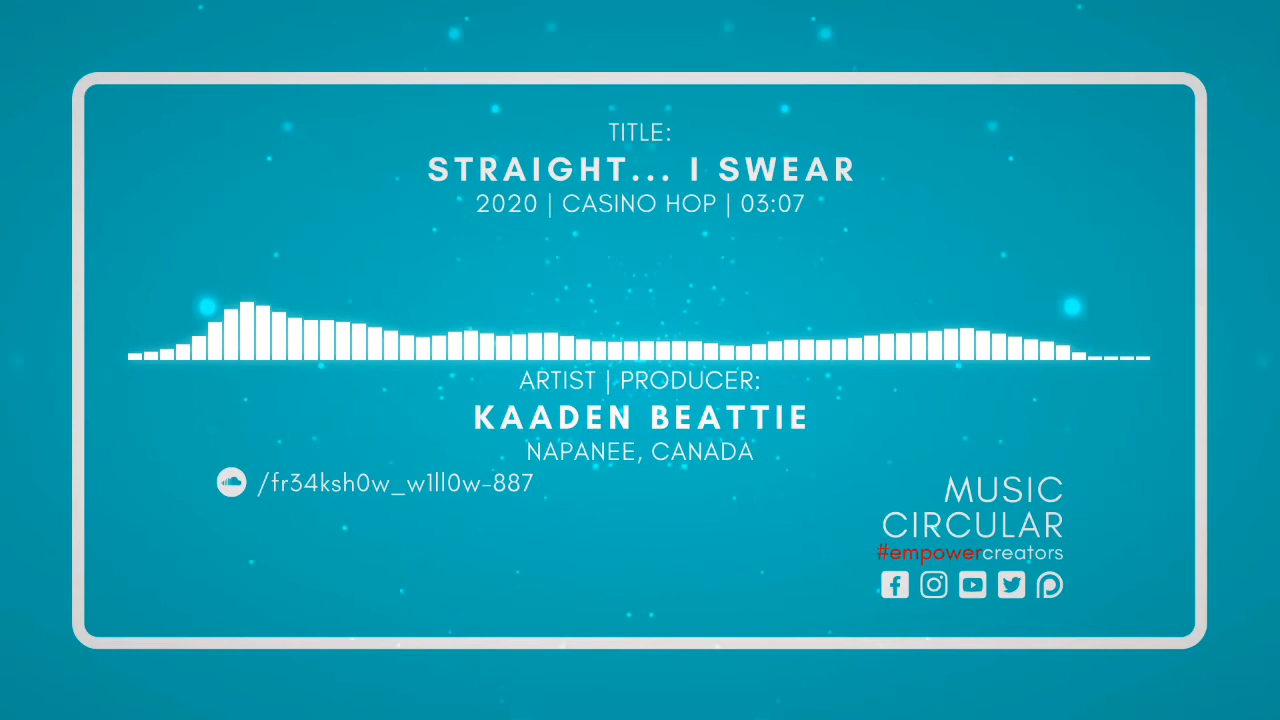 TITLE:
STRAIGHT... I SWEAR
2020 | CASINO HOP | 03:07
ARTIST | PRODUCER:
KAADEN BEATTIE
NAPANEE, CANADA
/fr34ksh0w_w1ll0w-887
MUSIC
CIRCULAR
#empowercreators